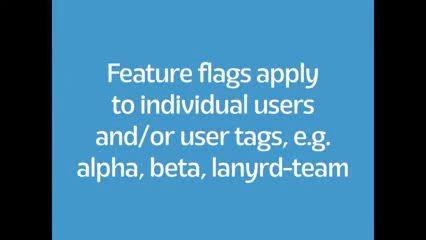 Feature flags apply
to individual users
and/or user tags, e.g.
alpha, beta, lanyrd-team